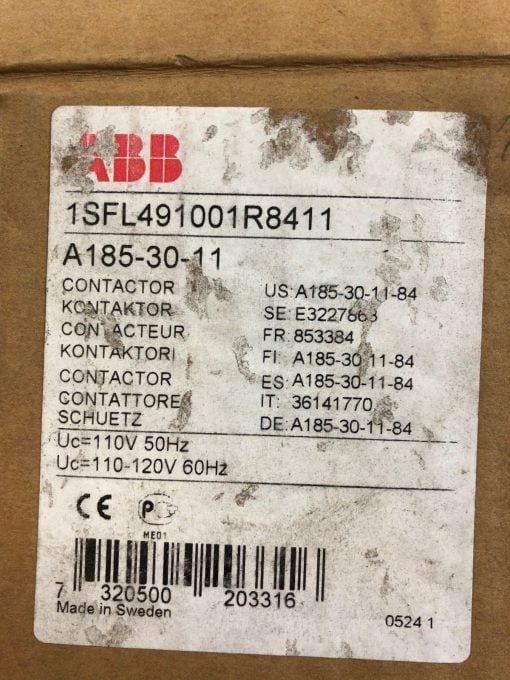 ABB
1SFL491001R8411
A185-30-11
CONTACTOR US: A185-30-11-84
KONTAKTOR SE: E3227663
CONTACTEUR FR: 853384
KONTAKTORI FI: A185-30-11-84
CONTACTOR ES: A185-30-11-84
CONTATTORE IT: 36141770
SCHUETZ DE: A185-30-11-84
Uc=110V 50Hz
Uc=110-120V 60Hz
CE
ME01
7 320500 203316
Made in Sweden
0524 1